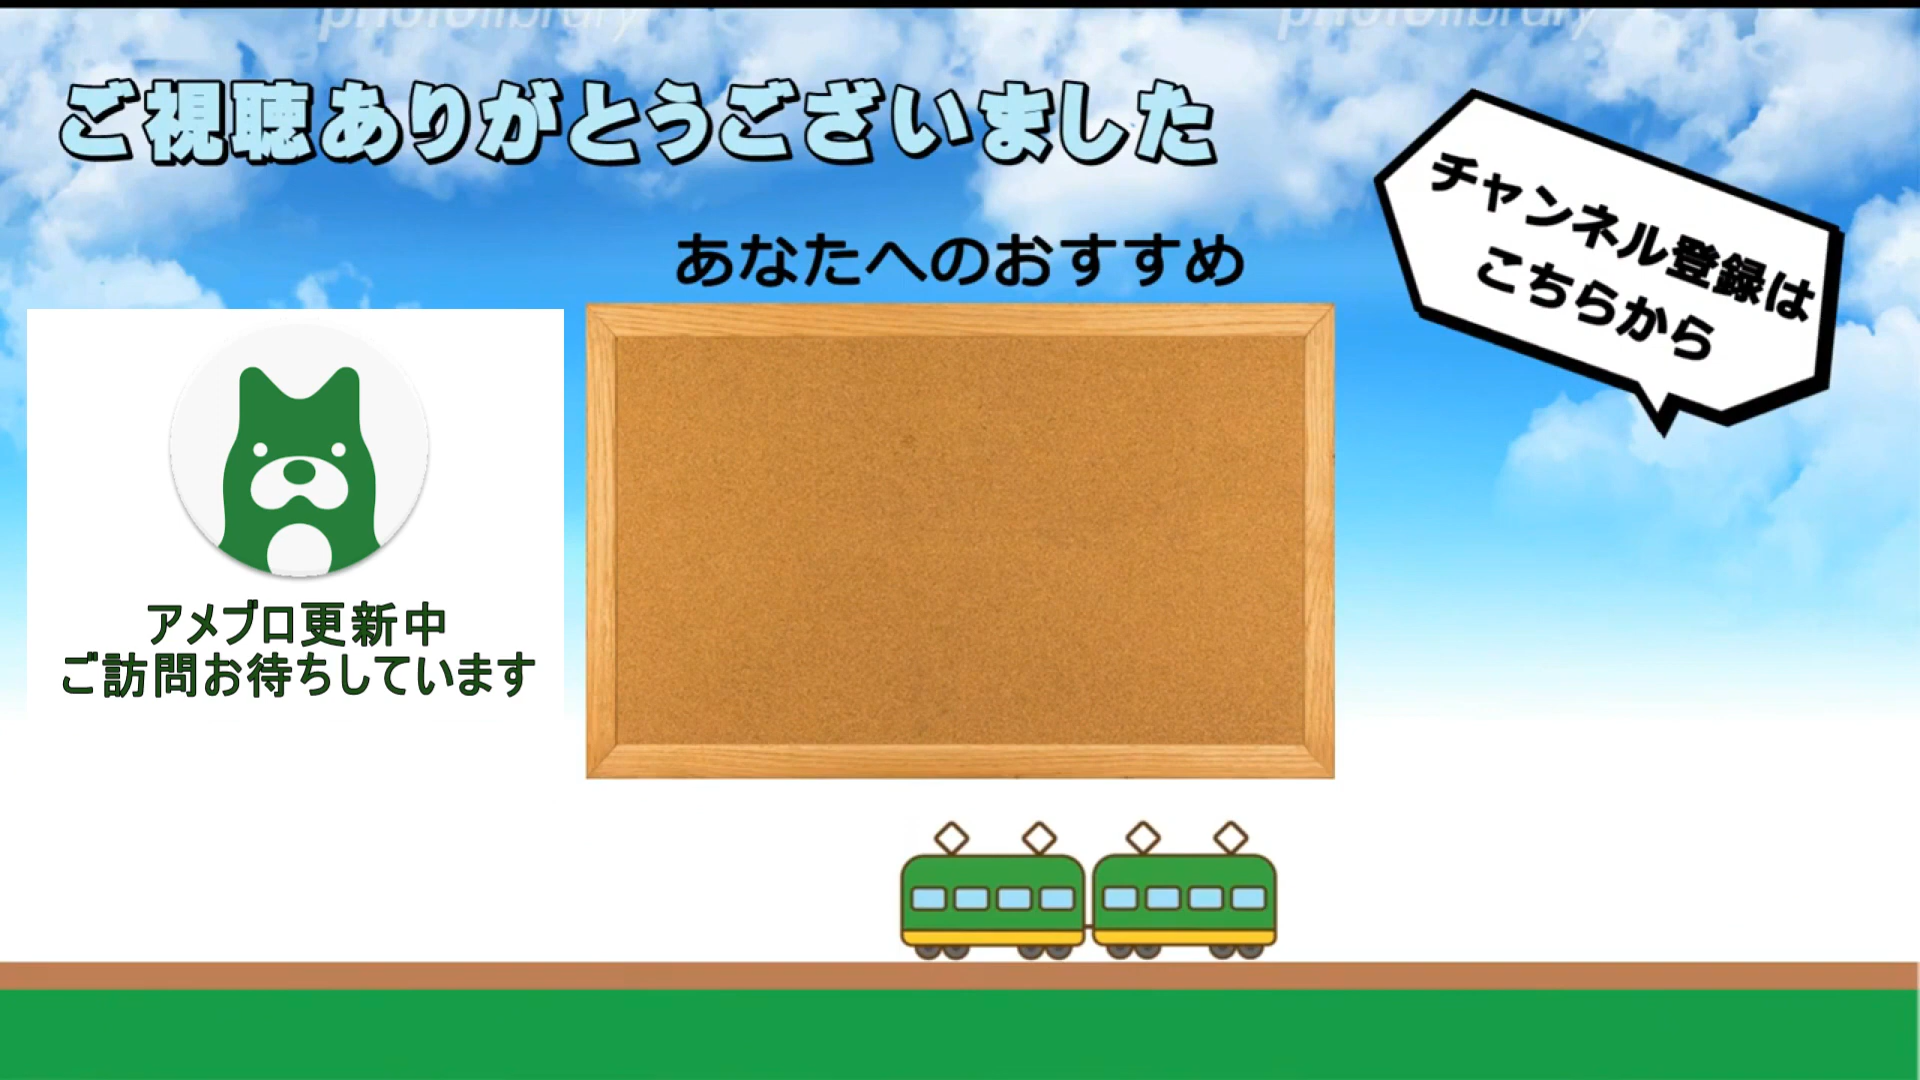 photolibrary
photolibrary
ご視聴ありがとうございました
チャンネル登録は
こちらから
あなたへのおすすめ
アメブロ更新中
ご訪問お待ちしています